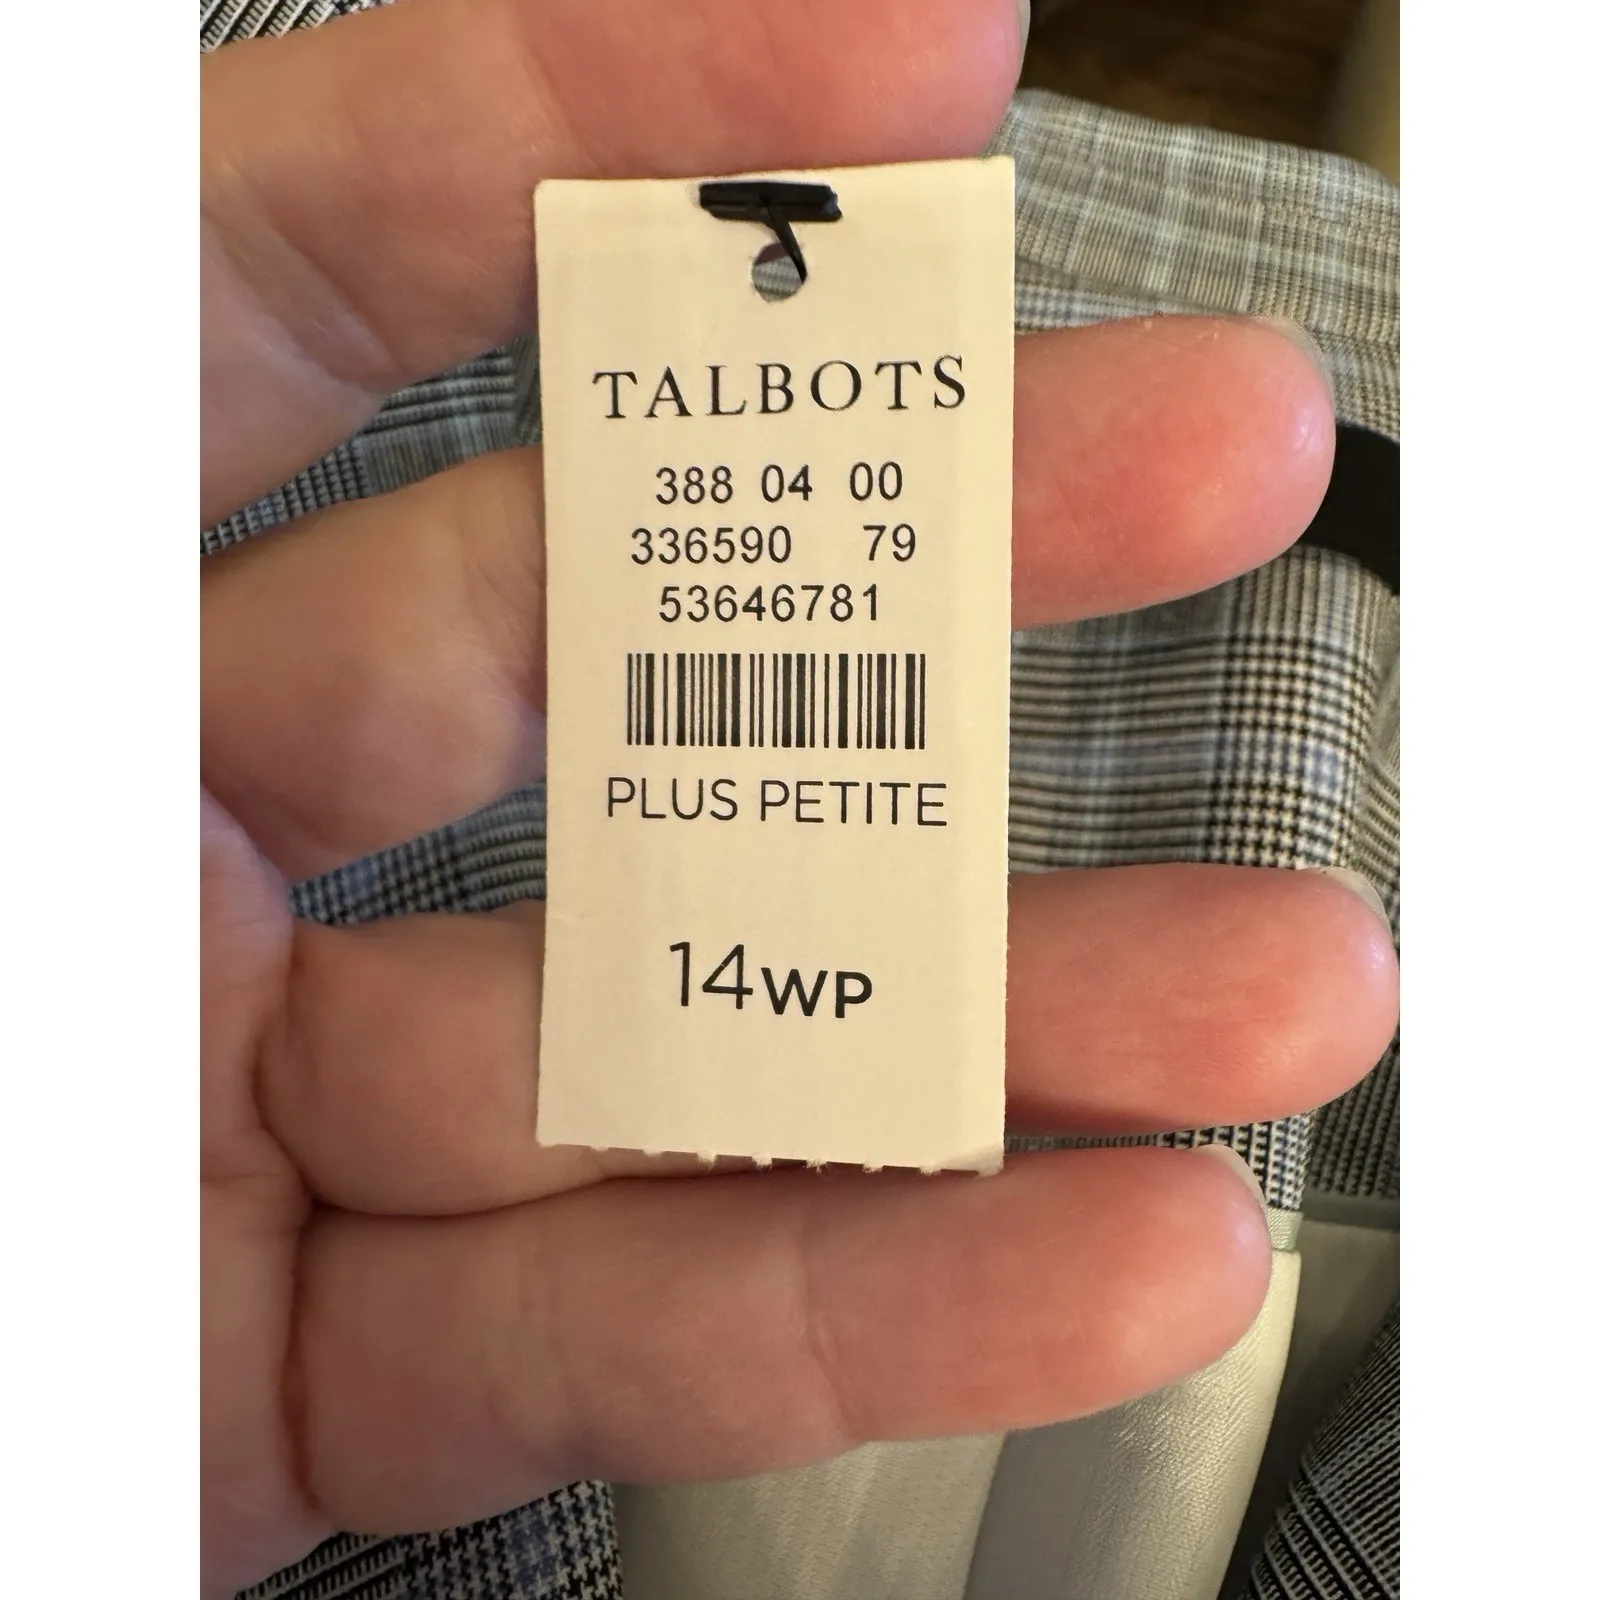 TALBOTS
388 04 00
336590 79
53646781
PLUS PETITE
14WP